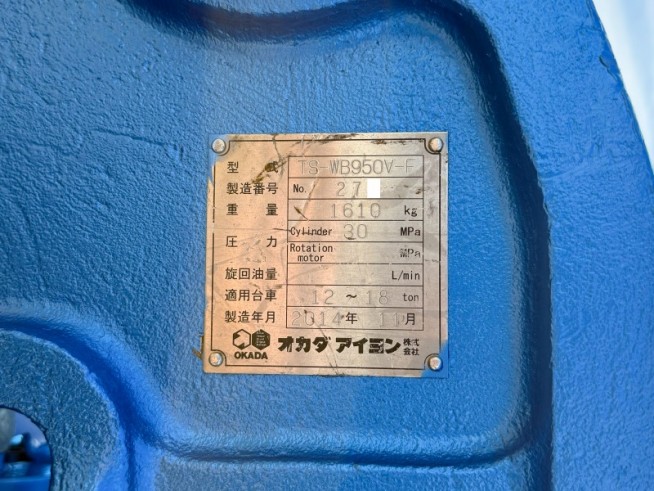 型 式 TS-WB950V-F
製造番号 No. 27
重 量 1610 kg
圧 力 Cylinder 30 MPa
Rotation motor MPa
旋回油量 L/min
適用台車 12〜18 ton
製造年月 2014年 11月
OKADA オカダ アイヨン 株式会社